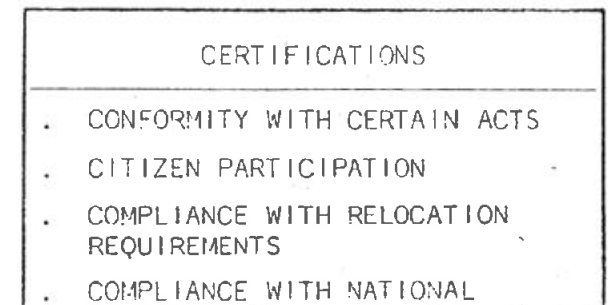 CERTIFICATIONS
. CONFORMITY WITH CERTAIN ACTS
. CITIZEN PARTICIPATION
. COMPLIANCE WITH RELOCATION
REQUIREMENTS
. COMPLIANCE WITH NATIONAL